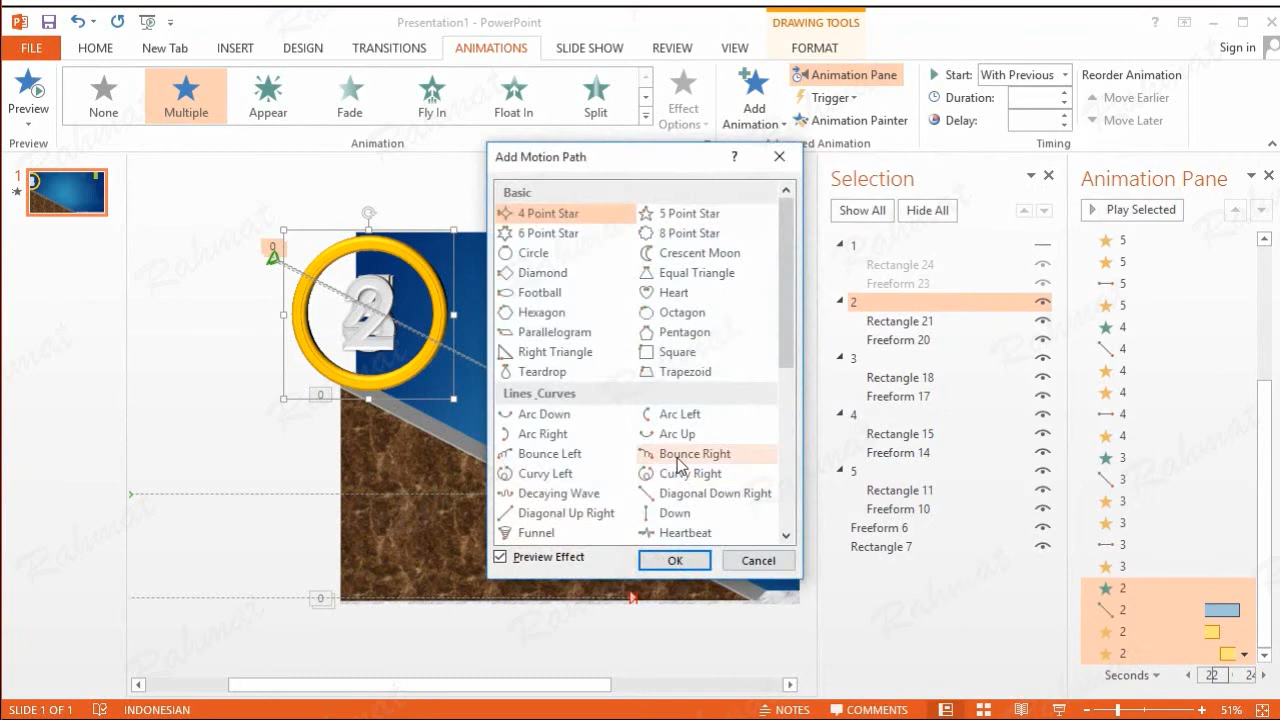 Presentation1 - PowerPoint
DRAWING TOOLS
?
FILE
HOME
New Tab
INSERT
DESIGN
TRANSITIONS
ANIMATIONS
SLIDE SHOW
REVIEW
VIEW
FORMAT
Sign in
Preview
None
Multiple
Appear
Fade
Fly In
Float In
Split
Effect
Options
Add
Animation
Animation Pane
Trigger
Animation Painter
Start: With Previous
Duration:
Delay:
Reorder Animation
Move Earlier
Move Later
Preview
Animation
Advanced Animation
Timing
1
0
2
0
0
Add Motion Path
?
Basic
4 Point Star
5 Point Star
6 Point Star
8 Point Star
Circle
Crescent Moon
Diamond
Equal Triangle
Football
Heart
Hexagon
Octagon
Parallelogram
Pentagon
Right Triangle
Square
Teardrop
Trapezoid
Lines_Curves
Arc Down
Arc Left
Arc Right
Arc Up
Bounce Left
Bounce Right
Curvy Left
Curvy Right
Decaying Wave
Diagonal Down Right
Diagonal Up Right
Down
Funnel
Heartbeat
Preview Effect
OK
Cancel
Selection
Show All
Hide All
1
Rectangle 24
Freeform 23
2
Rectangle 21
Freeform 20
3
Rectangle 18
Freeform 17
4
Rectangle 15
Freeform 14
5
Rectangle 11
Freeform 10
Freeform 6
Rectangle 7
Animation Pane
Play Selected
5
5
5
5
4
4
4
4
4
4
3
3
3
3
3
3
2
2
2
2
Seconds
22
24
SLIDE 1 OF 1
INDONESIAN
NOTES
COMMENTS
51%
Rahmat